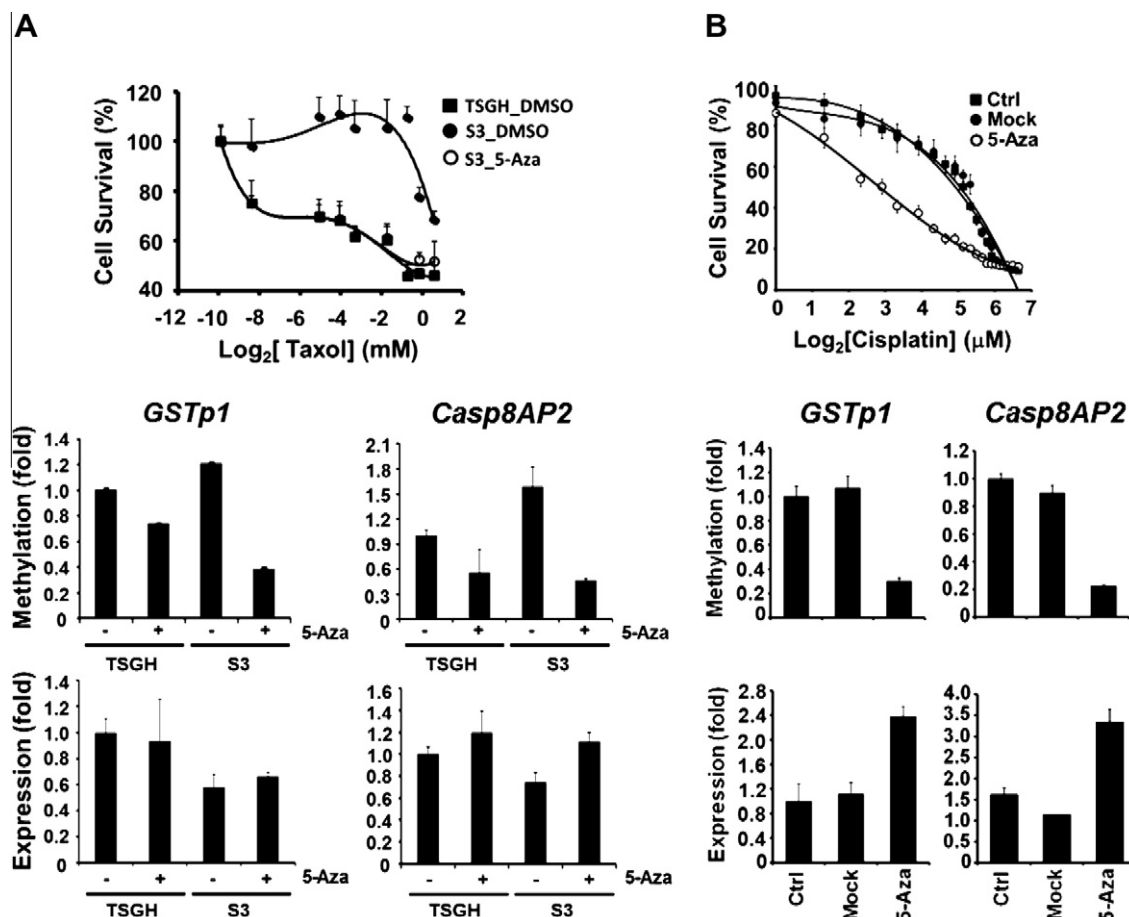 A
B
120
100
80
60
40
Cell Survival (%)
-12 -10 -8 -6 -4 -2 0 2
Log2[ Taxol] (mM)
TSGH_DMSO
S3_DMSO
S3_5-Aza
100
80
60
40
20
0
Cell Survival (%)
0 1 2 3 4 5 6 7
Log2[Cisplatin] (μM)
Ctrl
Mock
5-Aza
GSTp1
Casp8AP2
GSTp1
Casp8AP2
Methylation (fold)
1.4
1.2
1.0
0.8
0.6
0.4
0.2
0
- + - + 5-Aza
TSGH S3
2.1
1.8
1.5
1.2
0.9
0.6
0.3
0
- + - + 5-Aza
TSGH S3
Methylation (fold)
1.4
1.2
1.0
0.8
0.6
0.4
0.2
0
1.2
1.0
0.8
0.6
0.4
0.2
0
Expression (fold)
1.4
1.2
1.0
0.8
0.6
0.4
0.2
0
- + - + 5-Aza
TSGH S3
1.6
1.4
1.2
1.0
0.8
0.6
0.4
0.2
0
- + - + 5-Aza
TSGH S3
Expression (fold)
2.8
2.4
2.0
1.6
1.2
0.8
0.4
0
Ctrl
Mock
5-Aza
4.0
3.5
3.0
2.5
2.0
1.5
1.0
0.5
0
Ctrl
Mock
5-Aza